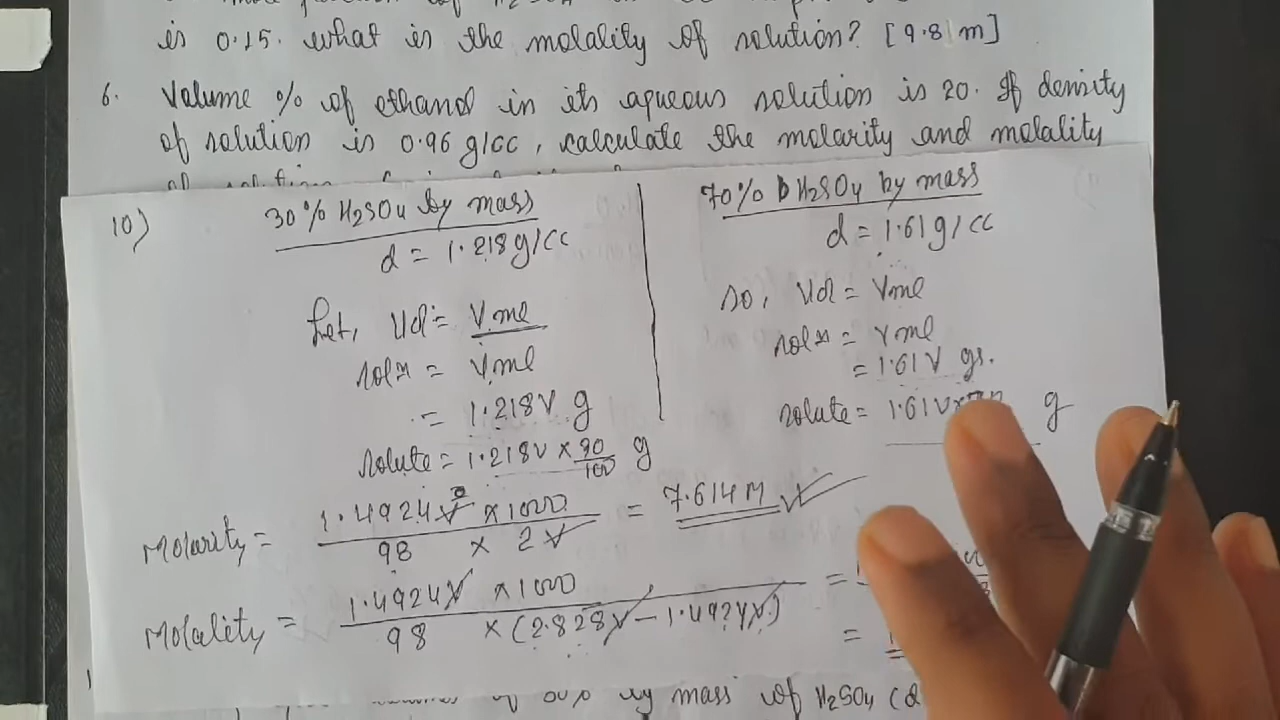 is 0.15. what is the molality of solution? [9.8 m]
6. Volume % of ethanol in its aqueous solution is 20. If density
of solution is 0.96 g/cc, calculate the molarity and molality
10)
30% H2SO4 by mass
d = 1.218 g/cc
Let, Vol = V ml
soln = V ml
= 1.218V g
solute = 1.218V × 30/100 g
70% H2SO4 by mass
d = 1.61 g/cc
so, Vol = V ml
soln = V ml
= 1.61V gs.
solute = 1.61V× g
Molarity = 1.4924V × 1000 / 98 × 2V = 7.614 M
Molality = 1.4924V × 1000 / 98 × (2.828V - 1.4924V) =
=
by mass of H2SO4 (d